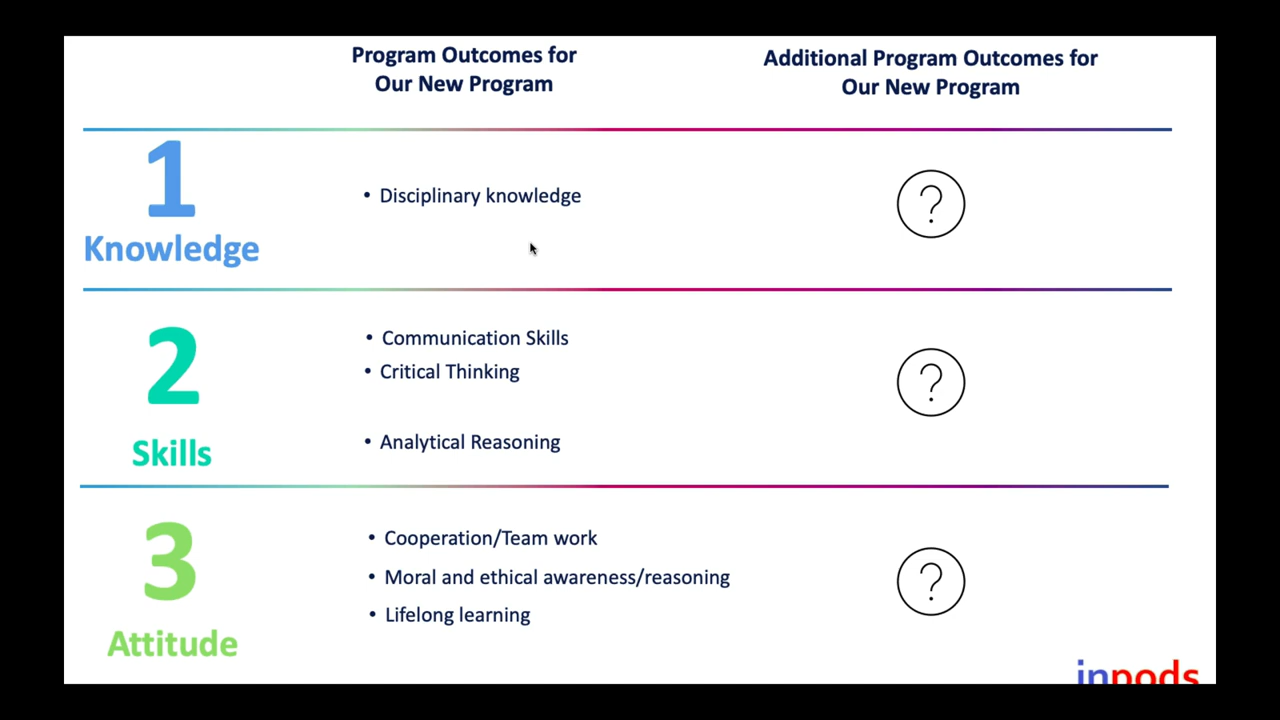 Program Outcomes for
Our New Program
Additional Program Outcomes for
Our New Program
1
Knowledge
• Disciplinary knowledge
?
2
Skills
• Communication Skills
• Critical Thinking
• Analytical Reasoning
?
3
Attitude
• Cooperation/Team work
• Moral and ethical awareness/reasoning
• Lifelong learning
?
inpods